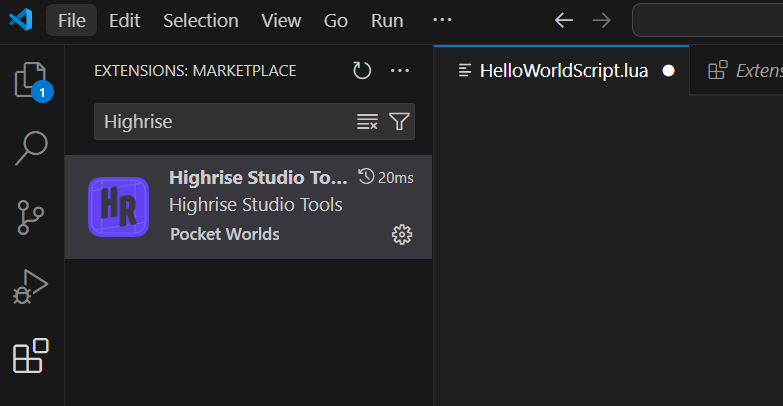 File Edit Selection View Go Run ...
EXTENSIONS: MARKETPLACE
HelloWorldScript.lua
Extens
1
Highrise
HR
Highrise Studio To... 20ms
Highrise Studio Tools
Pocket Worlds